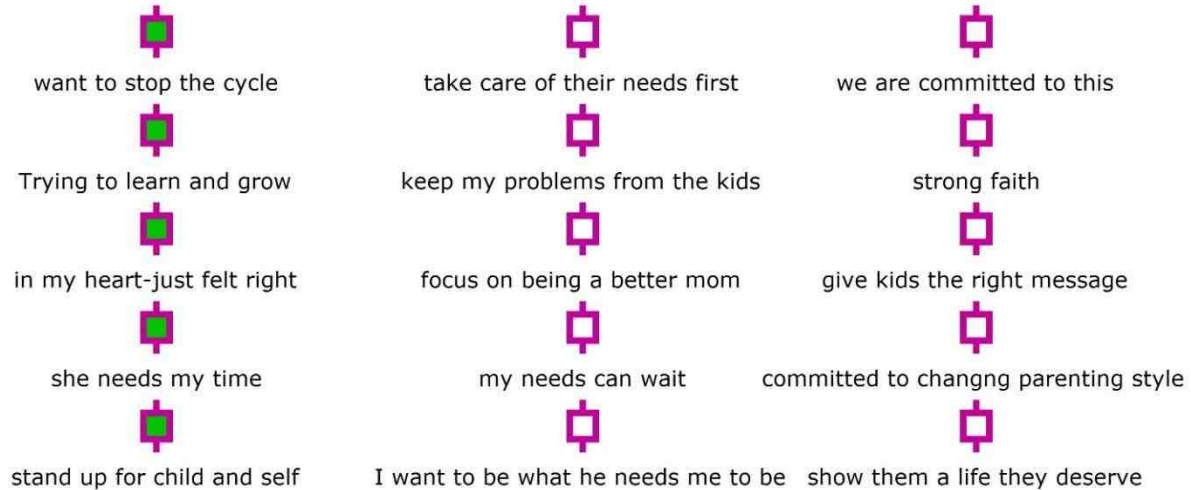 want to stop the cycle
take care of their needs first
we are committed to this
Trying to learn and grow
keep my problems from the kids
strong faith
in my heart-just felt right
focus on being a better mom
give kids the right message
she needs my time
my needs can wait
committed to changng parenting style
stand up for child and self
I want to be what he needs me to be
show them a life they deserve